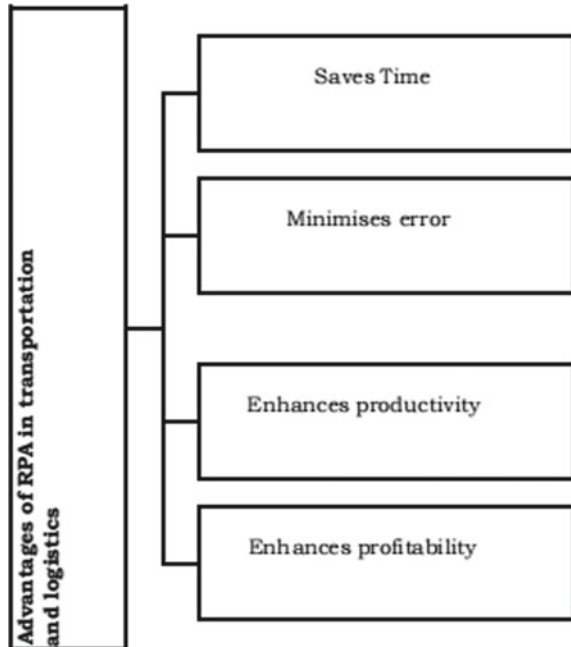 Advantages of RPA in transportation
and logistics
Saves Time
Minimises error
Enhances productivity
Enhances profitability